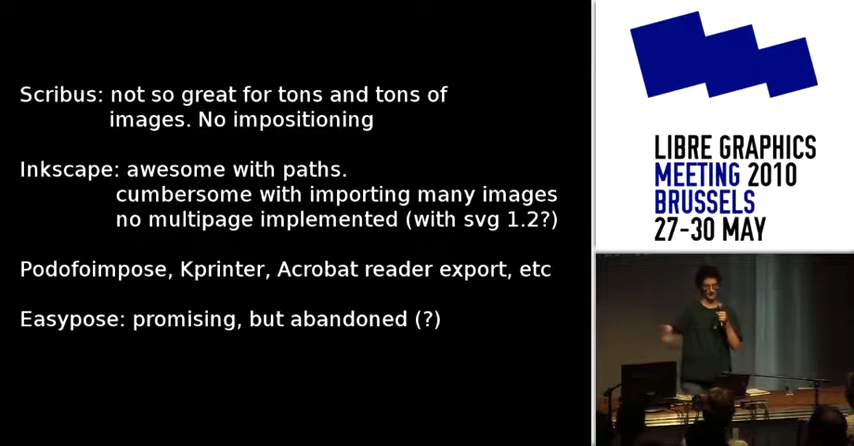 Scribus: not so great for tons and tons of
images. No impositioning
Inkscape: awesome with paths.
cumbersome with importing many images
no multipage implemented (with svg 1.2?)
Podofoimpose, Kprinter, Acrobat reader export, etc
Easypose: promising, but abandoned (?)
LIBRE GRAPHICS
MEETING 2010
BRUSSELS
27-30 MAY